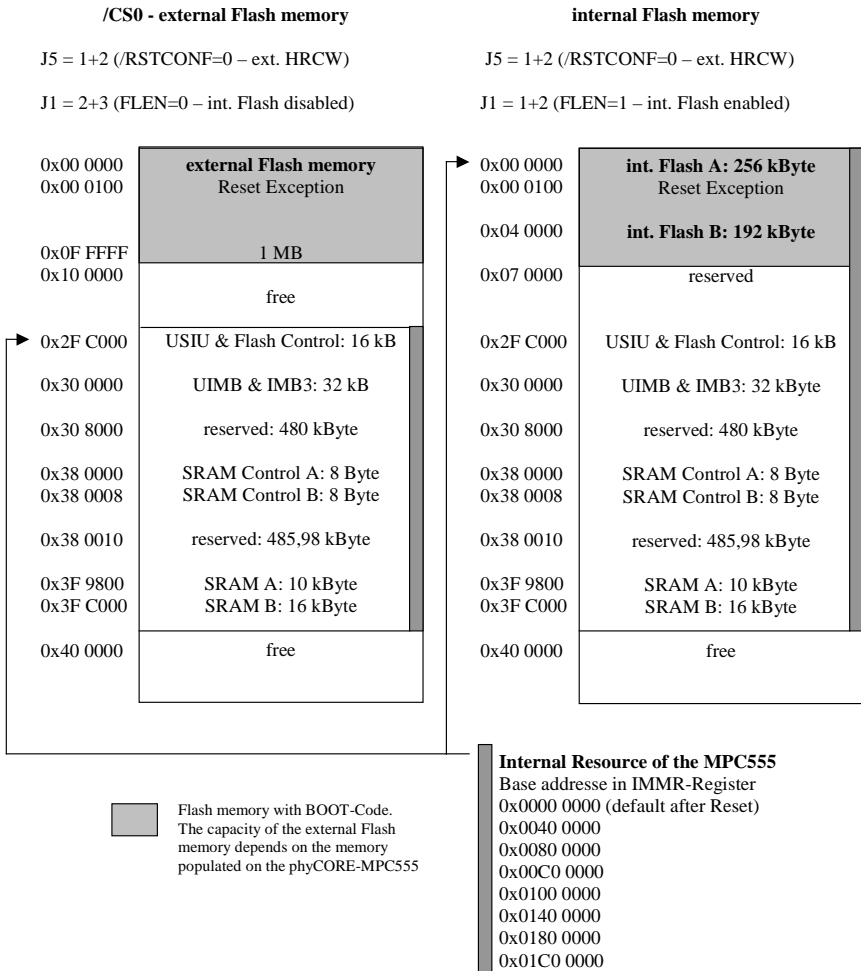 /CS0 - external Flash memory
J5 = 1+2 (/RSTCONF=0 – ext. HRCW)
J1 = 2+3 (FLEN=0 – int. Flash disabled)
0x00 0000 external Flash memory
0x00 0100 Reset Exception
0x0F FFFF 1 MB
0x10 0000
free
0x2F C000 USIU & Flash Control: 16 kB
0x30 0000 UIMB & IMB3: 32 kB
0x30 8000 reserved: 480 kByte
0x38 0000 SRAM Control A: 8 Byte
0x38 0008 SRAM Control B: 8 Byte
0x38 0010 reserved: 485,98 kByte
0x3F 9800 SRAM A: 10 kByte
0x3F C000 SRAM B: 16 kByte
0x40 0000 free
internal Flash memory
J5 = 1+2 (/RSTCONF=0 – ext. HRCW)
J1 = 1+2 (FLEN=1 – int. Flash enabled)
0x00 0000 int. Flash A: 256 kByte
0x00 0100 Reset Exception
0x04 0000 int. Flash B: 192 kByte
0x07 0000 reserved
0x2F C000 USIU & Flash Control: 16 kB
0x30 0000 UIMB & IMB3: 32 kByte
0x30 8000 reserved: 480 kByte
0x38 0000 SRAM Control A: 8 Byte
0x38 0008 SRAM Control B: 8 Byte
0x38 0010 reserved: 485,98 kByte
0x3F 9800 SRAM A: 10 kByte
0x3F C000 SRAM B: 16 kByte
0x40 0000 free
Flash memory with BOOT-Code.
The capacity of the external Flash
memory depends on the memory
populated on the phyCORE-MPC555
Internal Resource of the MPC555
Base addresse in IMMR-Register
0x0000 0000 (default after Reset)
0x0040 0000
0x0080 0000
0x00C0 0000
0x0100 0000
0x0140 0000
0x0180 0000
0x01C0 0000